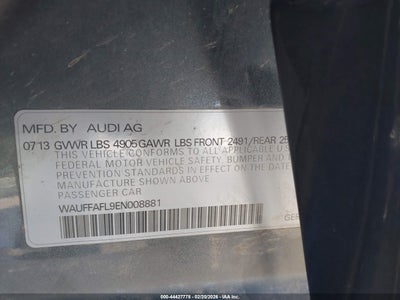 MFD. BY AUDI AG
07 13 GVWR LBS 4905 GAWR LBS FRONT 2491/REAR
THIS VEHICLE CONFORMS TO ALL APPLICABLE
FEDERAL MOTOR VEHICLE SAFETY, BUMPER AND
PREVENTION STANDARDS IN EFFECT ON THE DATE
MANUFACTURE SHOWN ABOVE
PASSENGER CAR
WAUFFAFL9EN008881
GER
000-44427778 - 02/20/2026 - IAA Inc.